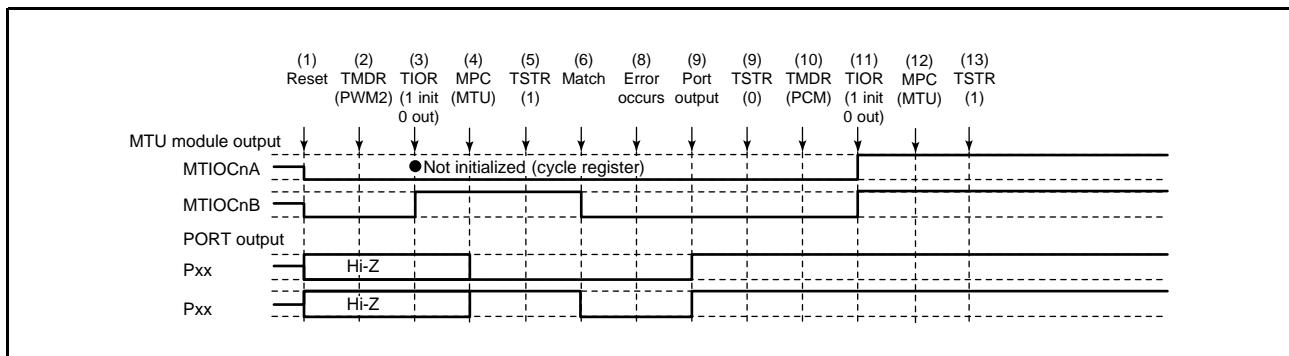 (1) (2) (3) (4) (5) (6) (8) (9) (9) (10) (11) (12) (13)
Reset TMDR TIOR MPC TSTR Match Error Port TSTR TMDR TIOR MPC TSTR
(PWM2) (1 init (MTU) (1) occurs output (0) (PCM) (1 init (MTU) (1)
0 out) 0 out)
MTU module output
MTIOCnA ●Not initialized (cycle register)
MTIOCnB
PORT output
Pxx Hi-Z
Pxx Hi-Z